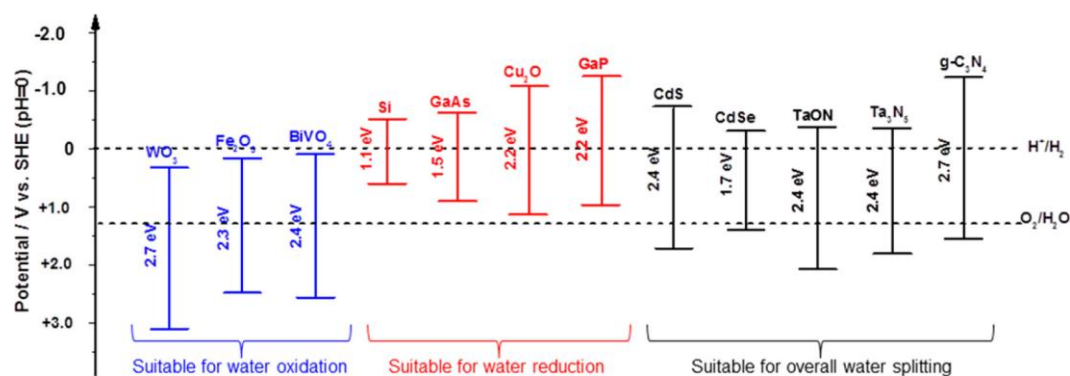 Potential / V vs. SHE (pH=0)
-2.0
-1.0
0
+1.0
+2.0
+3.0
WO₃
2.7 eV
Fe₂O₃
2.3 eV
BiVO₄
2.4 eV
Si
1.1 eV
GaAs
1.5 eV
Cu₂O
2.2 eV
GaP
2.2 eV
CdS
2.4 eV
CdSe
1.7 eV
TaON
2.4 eV
Ta₃N₅
2.4 eV
g-C₃N₄
2.7 eV
H⁺/H₂
O₂/H₂O
Suitable for water oxidation
Suitable for water reduction
Suitable for overall water splitting